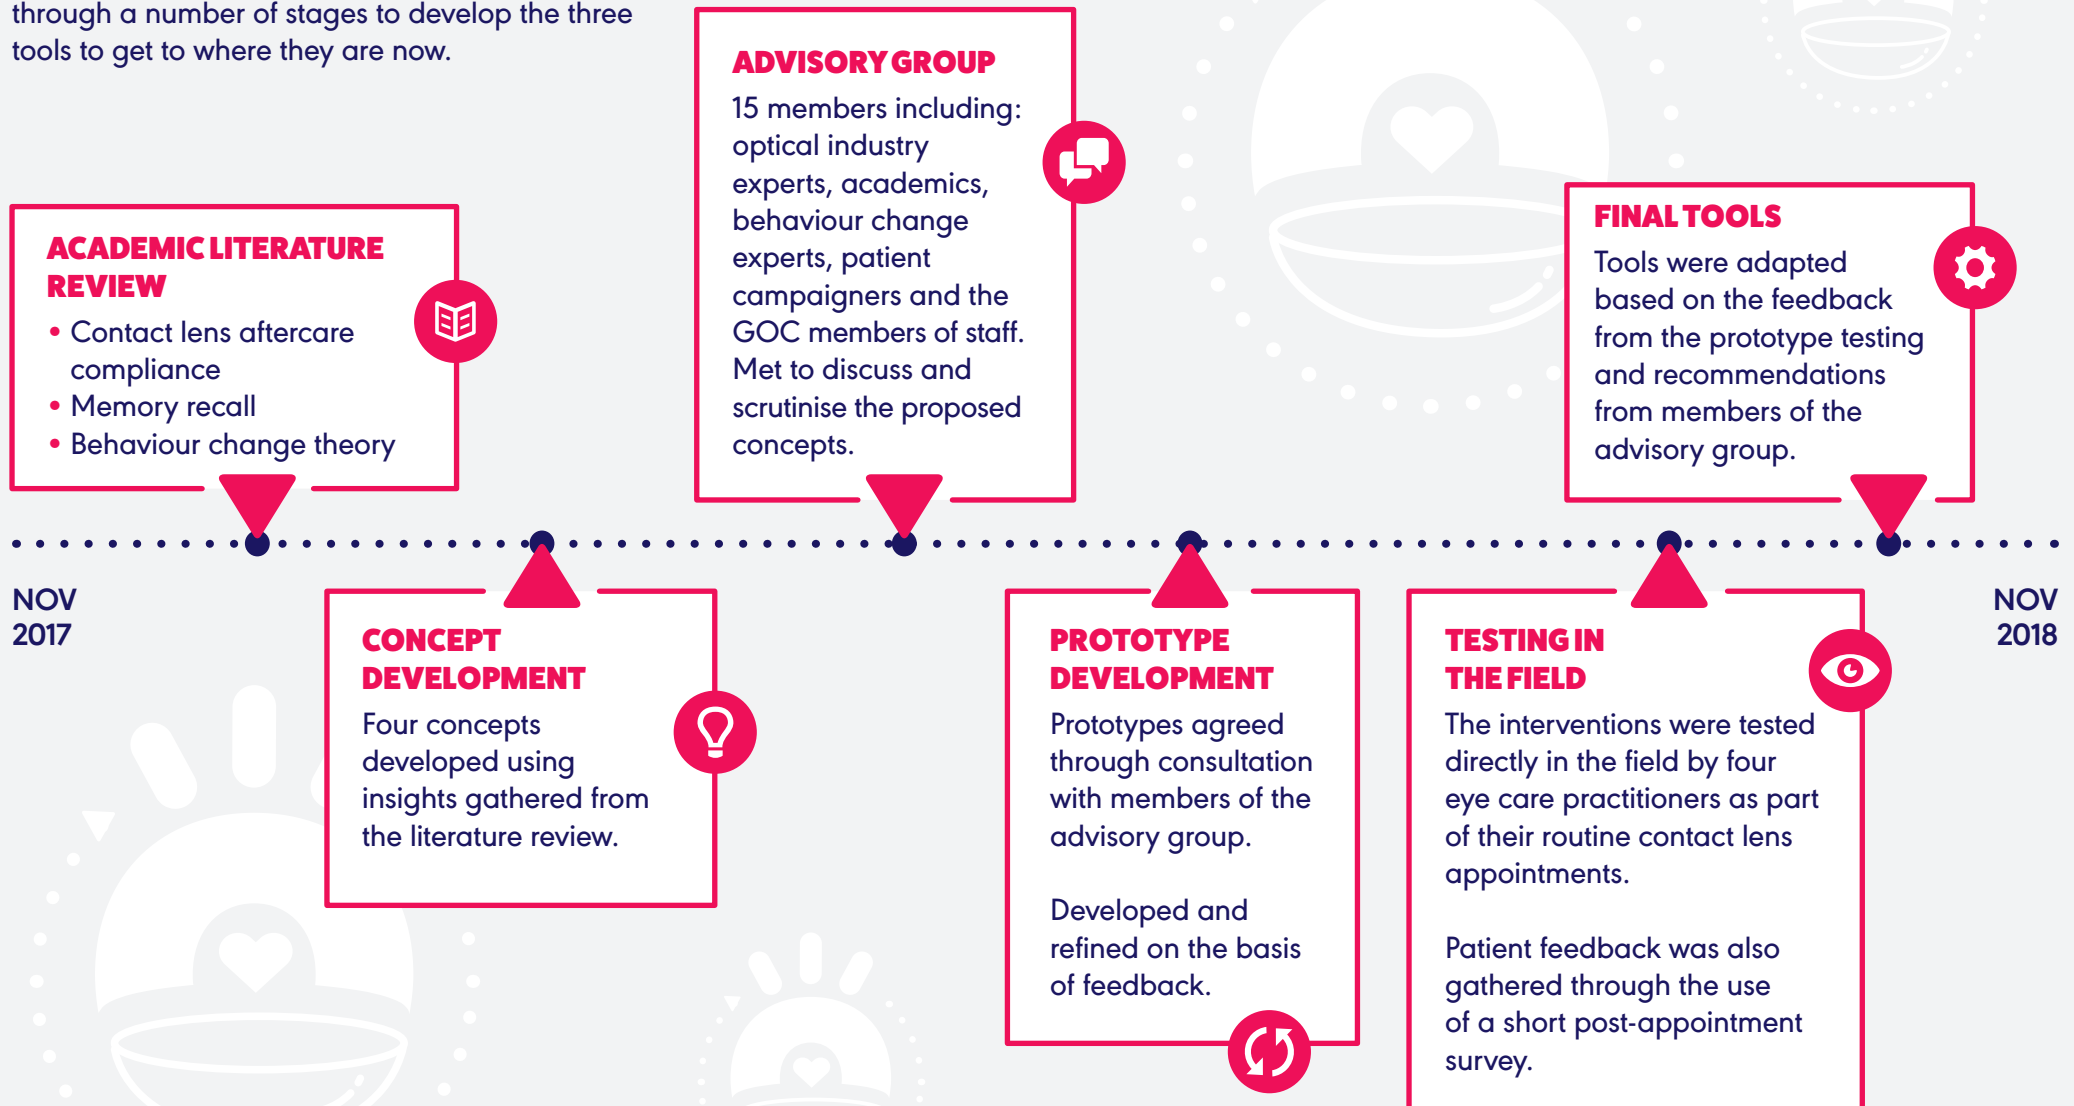 through a number of stages to develop the three
tools to get to where they are now.
ACADEMIC LITERATURE
REVIEW
• Contact lens aftercare
compliance
• Memory recall
• Behaviour change theory
ADVISORY GROUP
15 members including:
optical industry
experts, academics,
behaviour change
experts, patient
campaigners and the
GOC members of staff.
Met to discuss and
scrutinise the proposed
concepts.
FINAL TOOLS
Tools were adapted
based on the feedback
from the prototype testing
and recommendations
from members of the
advisory group.
NOV
2017
NOV
2018
CONCEPT
DEVELOPMENT
Four concepts
developed using
insights gathered from
the literature review.
PROTOTYPE
DEVELOPMENT
Prototypes agreed
through consultation
with members of the
advisory group.
Developed and
refined on the basis
of feedback.
TESTING IN
THE FIELD
The interventions were tested
directly in the field by four
eye care practitioners as part
of their routine contact lens
appointments.
Patient feedback was also
gathered through the use
of a short post-appointment
survey.